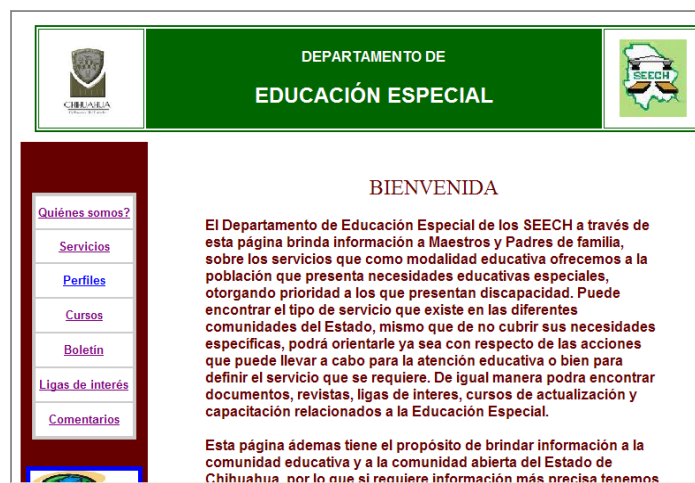 CHIHUAHUA
DEPARTAMENTO DE
EDUCACIÓN ESPECIAL
SEECH
Quiénes somos?
Servicios
Perfiles
Cursos
Boletín
Ligas de interés
Comentarios
BIENVENIDA
El Departamento de Educación Especial de los SEECH a través de
esta página brinda información a Maestros y Padres de familia,
sobre los servicios que como modalidad educativa ofrecemos a la
población que presenta necesidades educativas especiales,
otorgando prioridad a los que presentan discapacidad. Puede
encontrar el tipo de servicio que existe en las diferentes
comunidades del Estado, mismo que de no cubrir sus necesidades
específicas, podrá orientarle ya sea con respecto de las acciones
que puede llevar a cabo para la atención educativa o bien para
definir el servicio que se requiere. De igual manera podra encontrar
documentos, revistas, ligas de interes, cursos de actualización y
capacitación relacionados a la Educación Especial.
Esta página ádemas tiene el propósito de brindar información a la
comunidad educativa y a la comunidad abierta del Estado de
Chihuahua, por lo que si requiere información más precisa tenemos